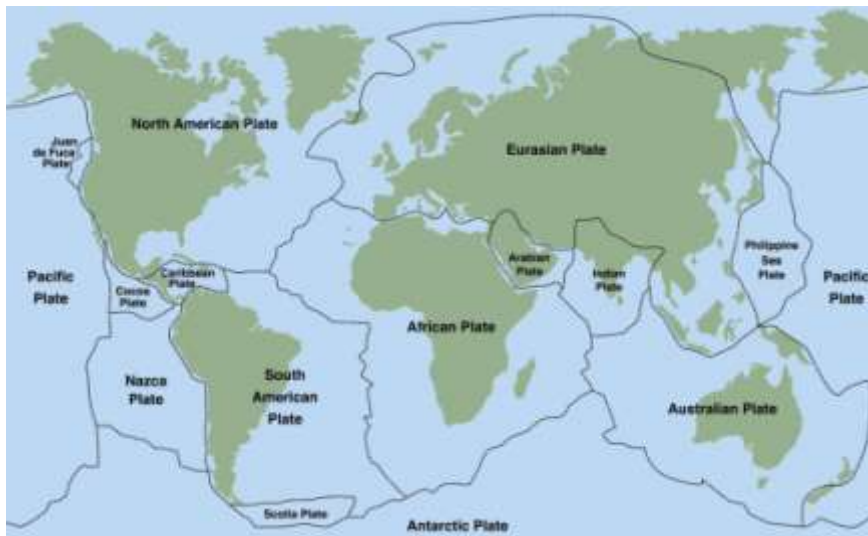 North American Plate
Juan
de Fuca
Plate
Eurasian Plate
Pacific
Plate
Cocos
Plate
Caribbean
Plate
Arabian
Plate
Indian
Plate
Philippine
Sea
Plate
Pacific
Plate
African Plate
Nazca
Plate
South
American
Plate
Australian Plate
Scotia Plate
Antarctic Plate